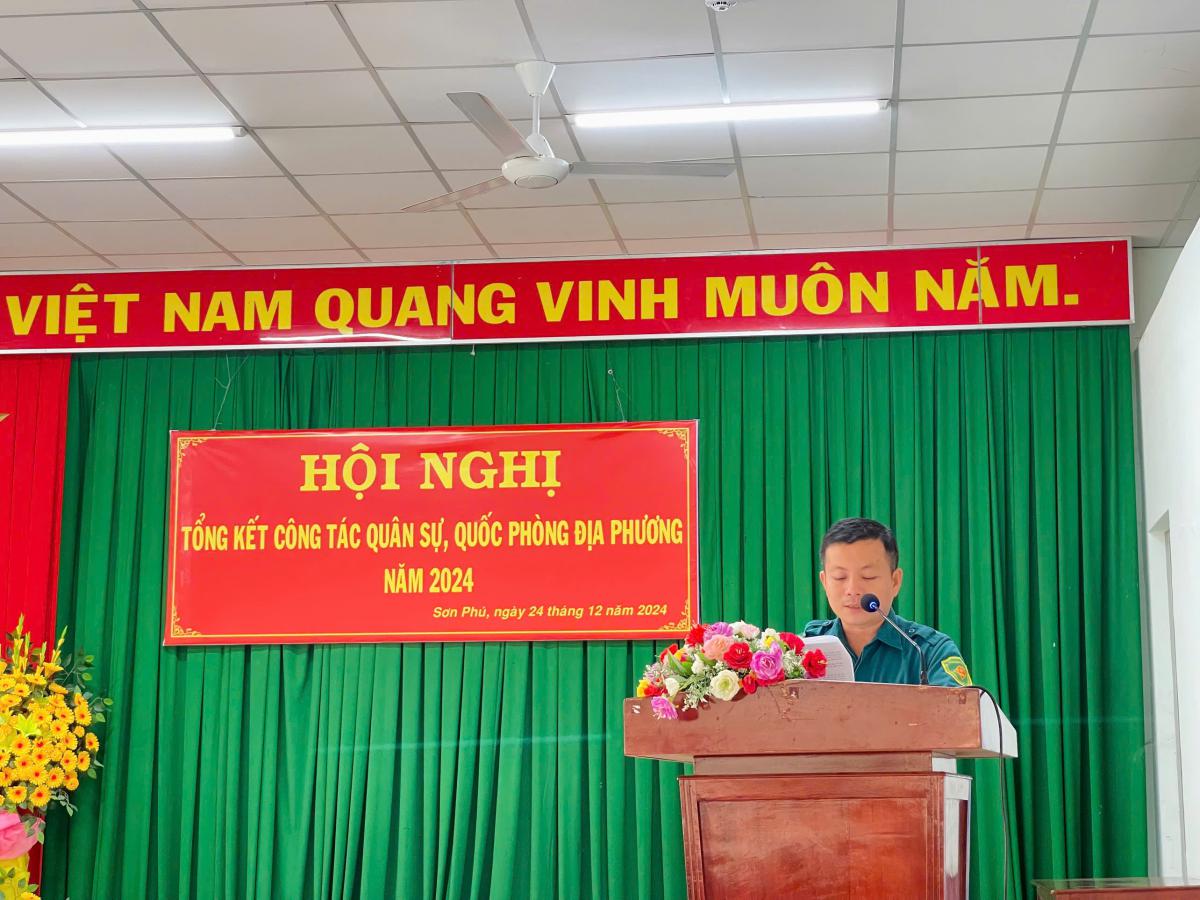 VIỆT NAM QUANG VINH MUÔN NĂM.
HỘI NGHỊ
TỔNG KẾT CÔNG TÁC QUÂN SỰ, QUỐC PHÒNG ĐỊA PHƯƠNG
NĂM 2024
Sơn Phú, ngày 24 tháng 12 năm 2024